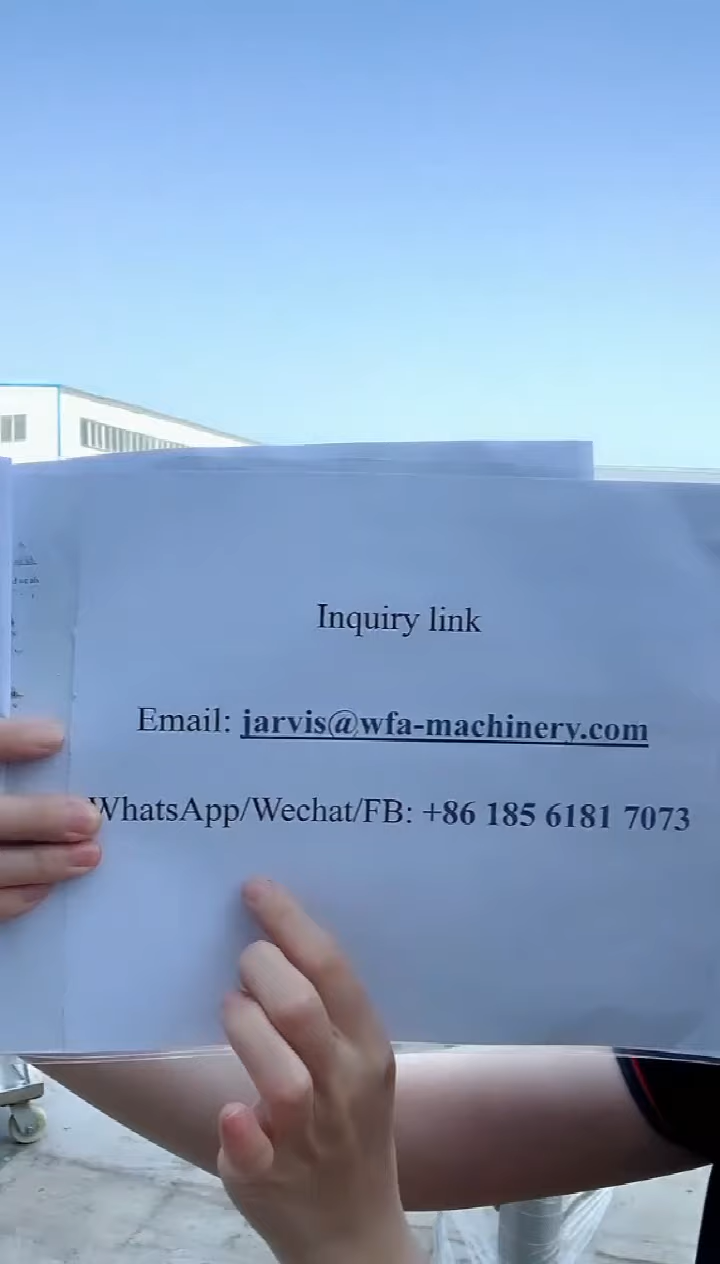 Inquiry link
Email: jarvis@wfa-machinery.com
WhatsApp/Wechat/FB: +86 185 6181 7073